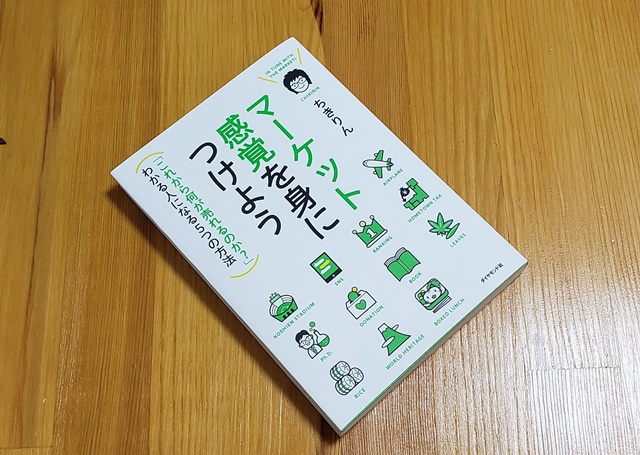 IN TUNE WITH
THE MARKET!
CHIKIRIN
ちきりん
マーケット
感覚を身に
つけよう
「これから何が売れるのか?」
わかる人になる5つの方法
AIRPLANE
HOMETOWN TAX
LEAVES
RANKING
BOOK
BOXED LUNCH
SNS
DONATION
WORLD HERITAGE
KOSHIEN STADIUM
Ph.D.
RICE
ダイヤモンド社